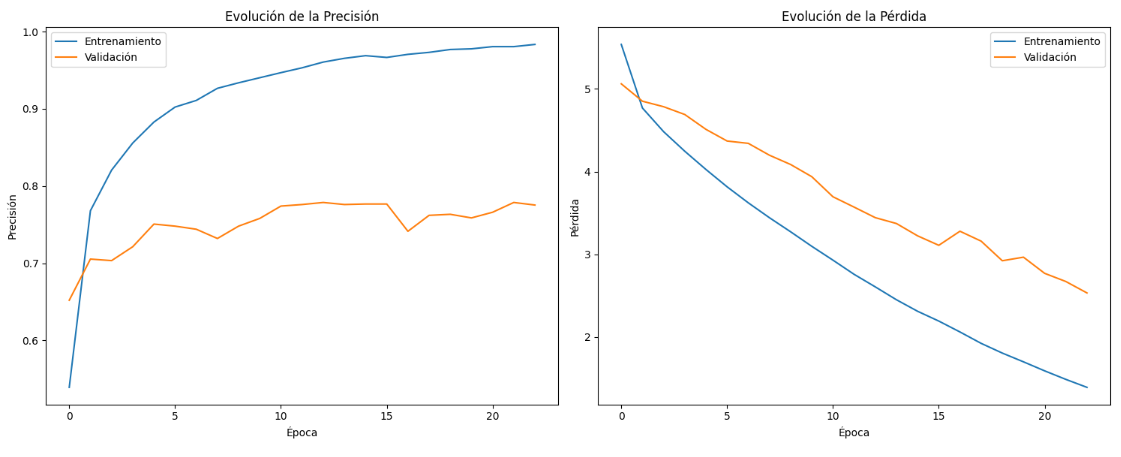 Evolución de la Precisión
Entrenamiento
Validación
1.0
0.9
0.8
0.7
0.6
Precisión
0
5
10
15
20
Época
Evolución de la Pérdida
Entrenamiento
Validación
5
4
3
2
Pérdida
0
5
10
15
20
Época